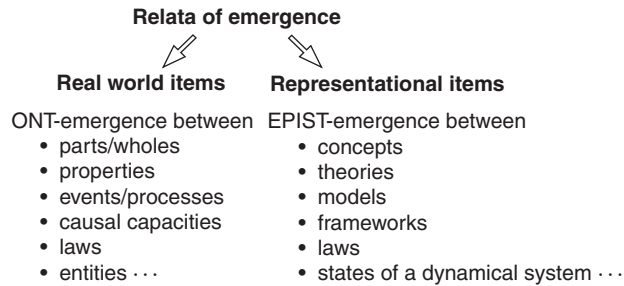 Relata of emergence
Real world items
ONT-emergence between
• parts/wholes
• properties
• events/processes
• causal capacities
• laws
• entities ···
Representational items
EPIST-emergence between
• concepts
• theories
• models
• frameworks
• laws
• states of a dynamical system ···